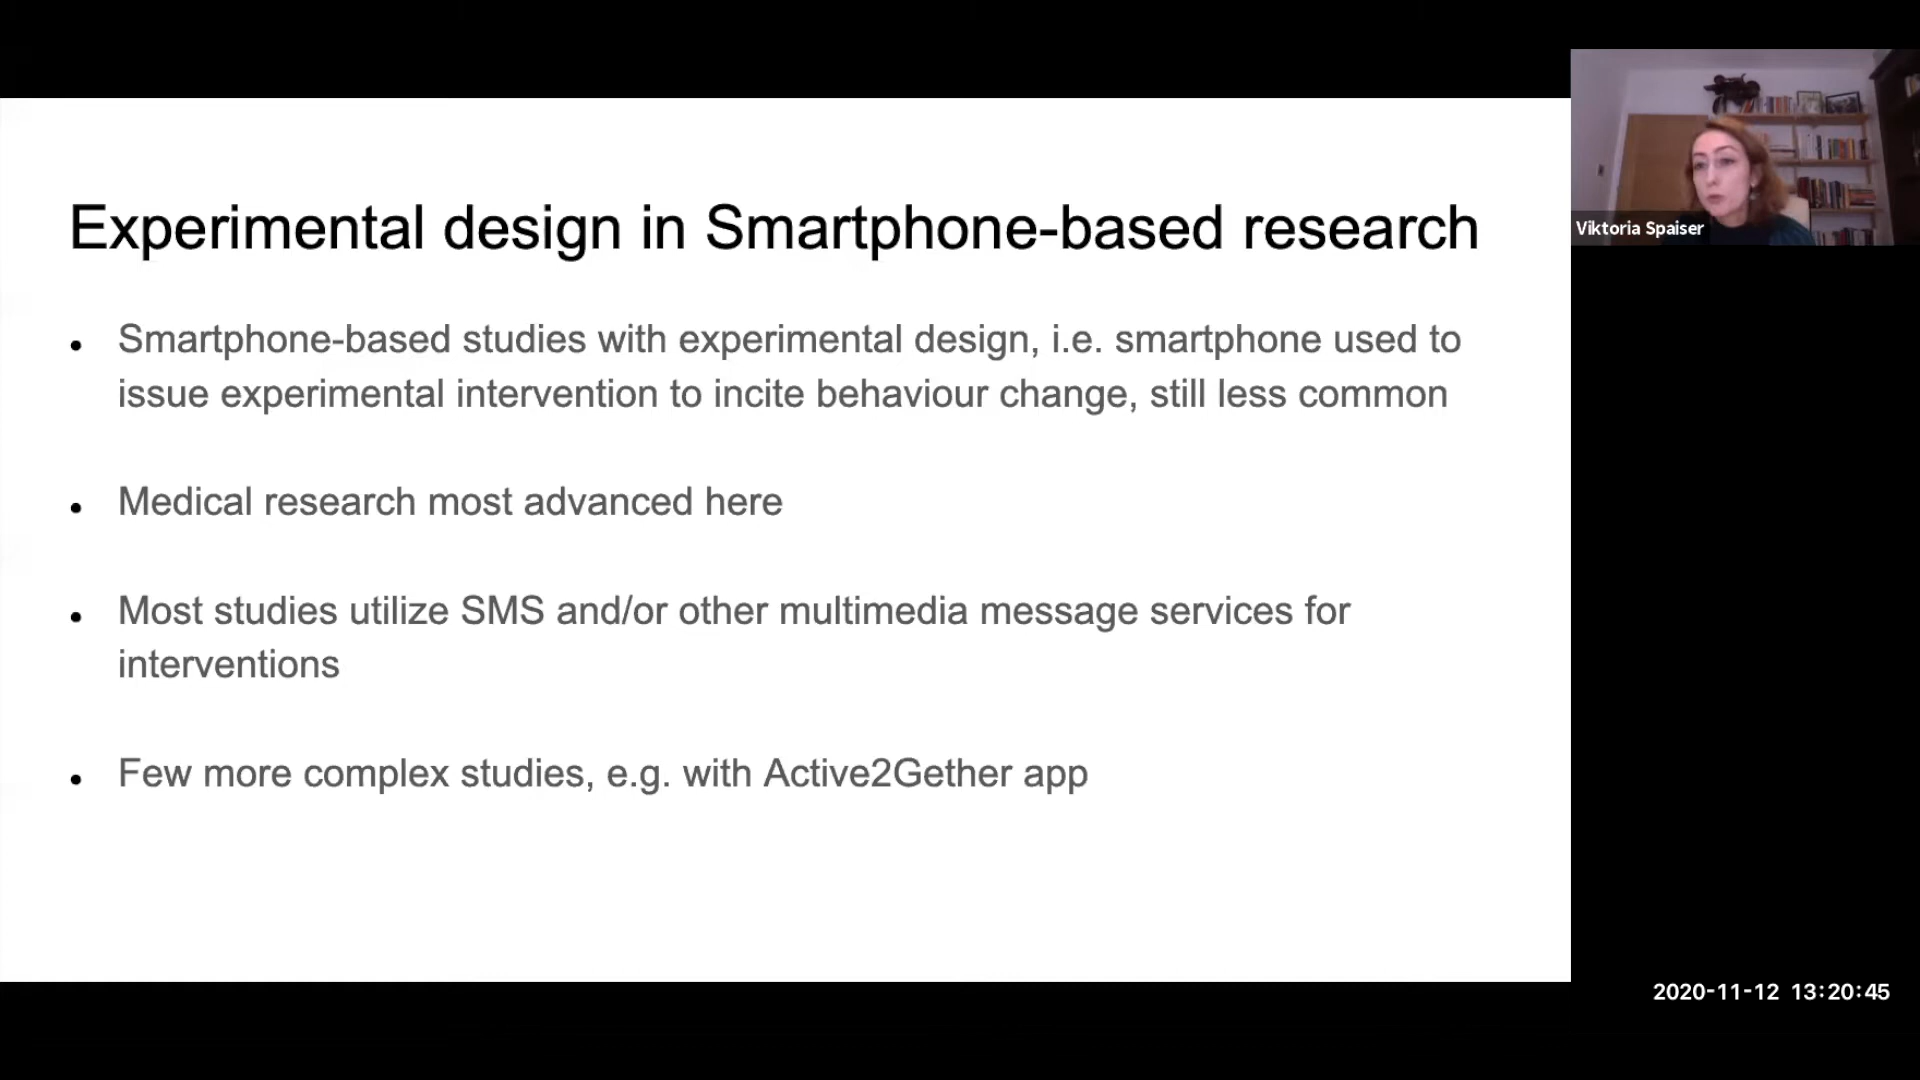 Experimental design in Smartphone-based research
Viktoria Spaiser
• Smartphone-based studies with experimental design, i.e. smartphone used to
issue experimental intervention to incite behaviour change, still less common
• Medical research most advanced here
• Most studies utilize SMS and/or other multimedia message services for
interventions
• Few more complex studies, e.g. with Active2Gether app
2020-11-12 13:20:45